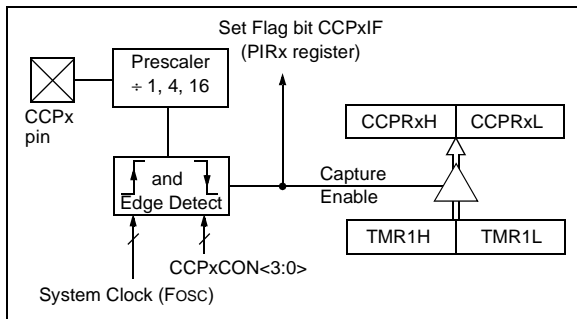 Set Flag bit CCPxIF
(PIRx register)
Prescaler
÷ 1, 4, 16
CCPx
pin
CCPRxH
CCPRxL
and
Edge Detect
Capture
Enable
TMR1H
TMR1L
CCPxCON<3:0>
System Clock (FOSC)